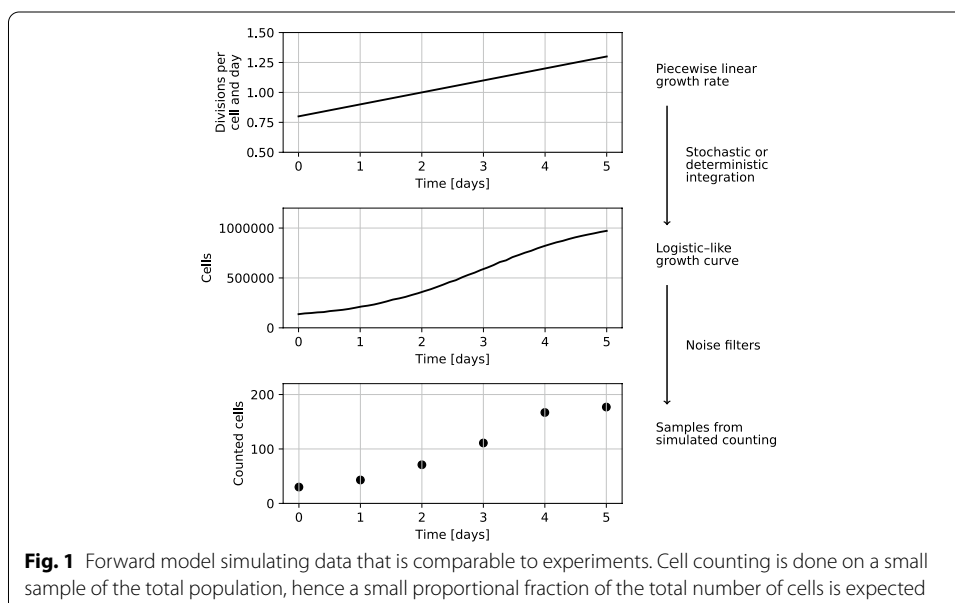 1.50
1.25
1.00
0.75
0.50
Divisions per
cell and day
0 1 2 3 4 5
Time [days]
Piecewise linear
growth rate
Stochastic or
deterministic
integration
1000000
500000
0
Cells
0 1 2 3 4 5
Time [days]
Logistic–like
growth curve
Noise filters
200
100
0
Counted cells
0 1 2 3 4 5
Time [days]
Samples from
simulated counting
Fig. 1 Forward model simulating data that is comparable to experiments. Cell counting is done on a small
sample of the total population, hence a small proportional fraction of the total number of cells is expected